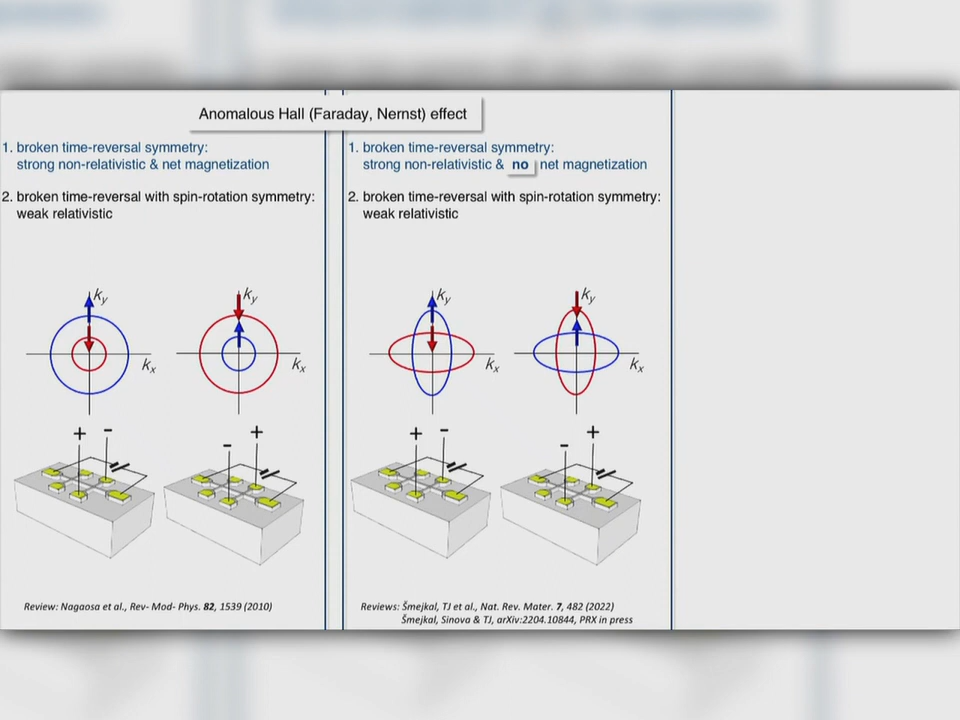 Anomalous Hall (Faraday, Nernst) effect
1. broken time-reversal symmetry:
strong non-relativistic & net magnetization
2. broken time-reversal with spin-rotation symmetry:
weak relativistic
ky
kx
ky
kx
+ -
- +
Review: Nagaosa et al., Rev- Mod- Phys. 82, 1539 (2010)
1. broken time-reversal symmetry:
strong non-relativistic & no net magnetization
2. broken time-reversal with spin-rotation symmetry:
weak relativistic
ky
kx
ky
kx
+ -
- +
Reviews: Šmejkal, TJ et al., Nat. Rev. Mater. 7, 482 (2022)
Šmejkal, Sinova & TJ, arXiv:2204.10844, PRX in press